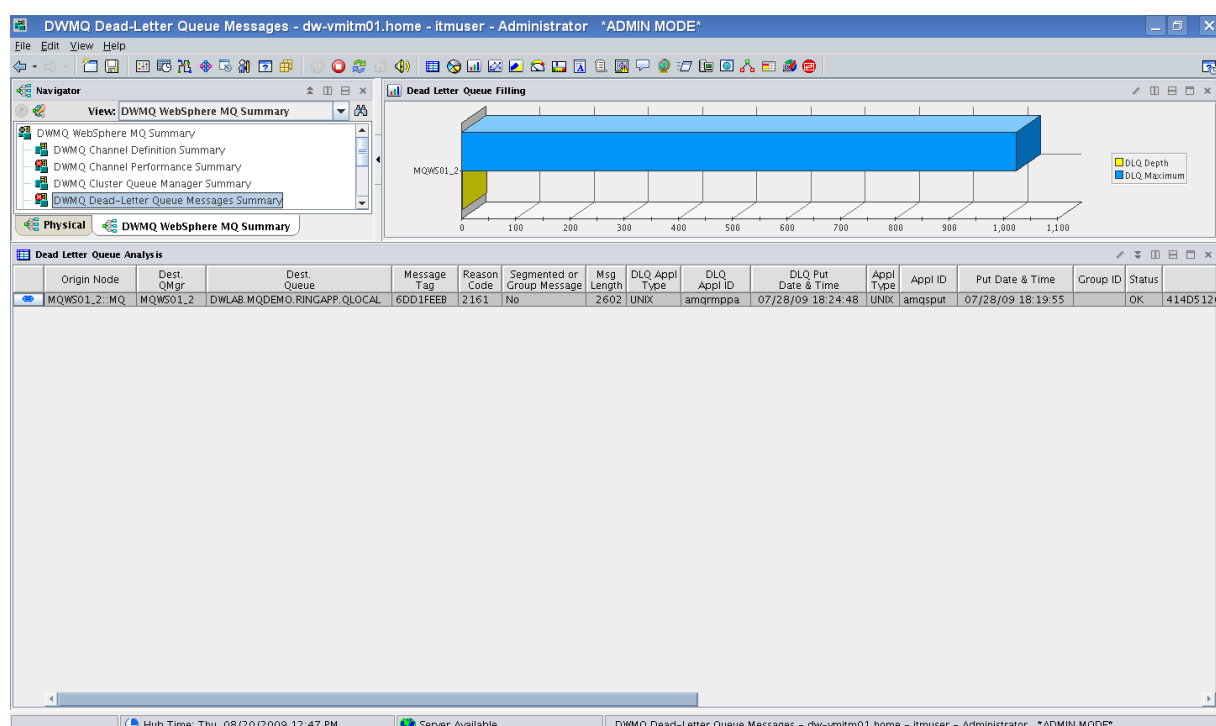 DWMQ Dead-Letter Queue Messages - dw-vmitm01.home - itmuser - Administrator *ADMIN MODE*
File Edit View Help
Navigator
View: DWMQ WebSphere MQ Summary
DWMQ WebSphere MQ Summary
DWMQ Channel Definition Summary
DWMQ Channel Performance Summary
DWMQ Cluster Queue Manager Summary
DWMQ Dead-Letter Queue Messages Summary
Physical DWMQ WebSphere MQ Summary
Dead Letter Queue Filling
MQWS01_2
0 100 200 300 400 500 600 700 800 900 1,000 1,100
DLQ Depth
DLQ Maximum
Dead Letter Queue Analysis
Origin Node Dest. QMgr Dest. Queue Message Tag Reason Code Segmented or Group Message Msg Length DLQ Appl Type DLQ Appl ID DLQ Put Date & Time Appl Type Appl ID Put Date & Time Group ID Status
MQWS01_2::MQ MQWS01_2 DWLAB.MQDEMO.RINGAPP.QLOCAL 6DD1FEEB 2161 No 2602 UNIX amqrmppa 07/28/09 18:24:48 UNIX amqsput 07/28/09 18:19:55 OK 414D512
Hub Time: Thu, 08/20/2009 12:47 PM Server Available DWMQ Dead-Letter Queue Messages - dw-vmitm01.home - itmuser - Administrator *ADMIN MODE*